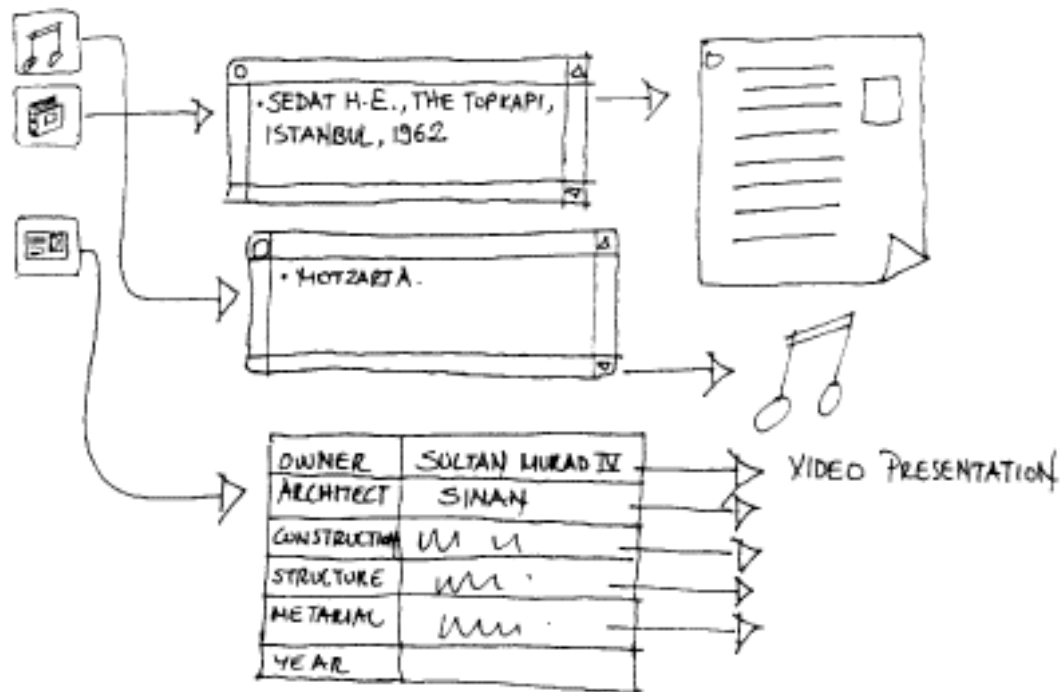 · SEDAT H.E., THE TOPKAPI,
ISTANBUL, 1962
· MOTZART A.
OWNER SULTAN MURAD IV
VIDEO PRESENTATION
ARCHITECT SINAN
CONSTRUCTION
STRUCTURE
METARIAL
YEAR